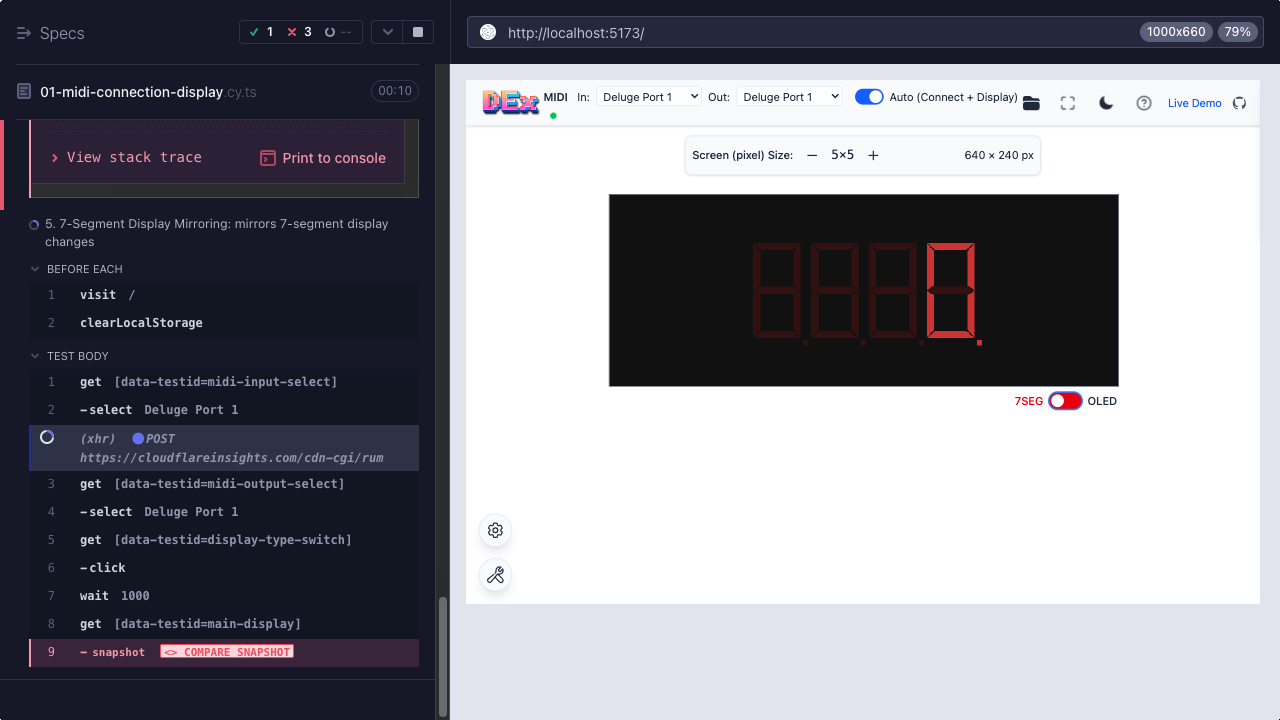 Specs
1
3
--
http://localhost:5173/
1000x660
79%
01-midi-connection-display.cy.ts
00:10
View stack trace
Print to console
5. 7-Segment Display Mirroring: mirrors 7-segment display
changes
BEFORE EACH
1 visit /
2 clearLocalStorage
TEST BODY
1 get [data-testid=midi-input-select]
2 -select Deluge Port 1
(xhr) POST
https://cloudflareinsights.com/cdn-cgi/rum
3 get [data-testid=midi-output-select]
4 -select Deluge Port 1
5 get [data-testid=display-type-switch]
6 -click
7 wait 1000
8 get [data-testid=main-display]
9 -snapshot <> COMPARE SNAPSHOT
DEx
MIDI In: Deluge Port 1 Out: Deluge Port 1 Auto (Connect + Display)
Live Demo
Screen (pixel) Size: − 5×5 + 640 × 240 px
0.
7SEG OLED